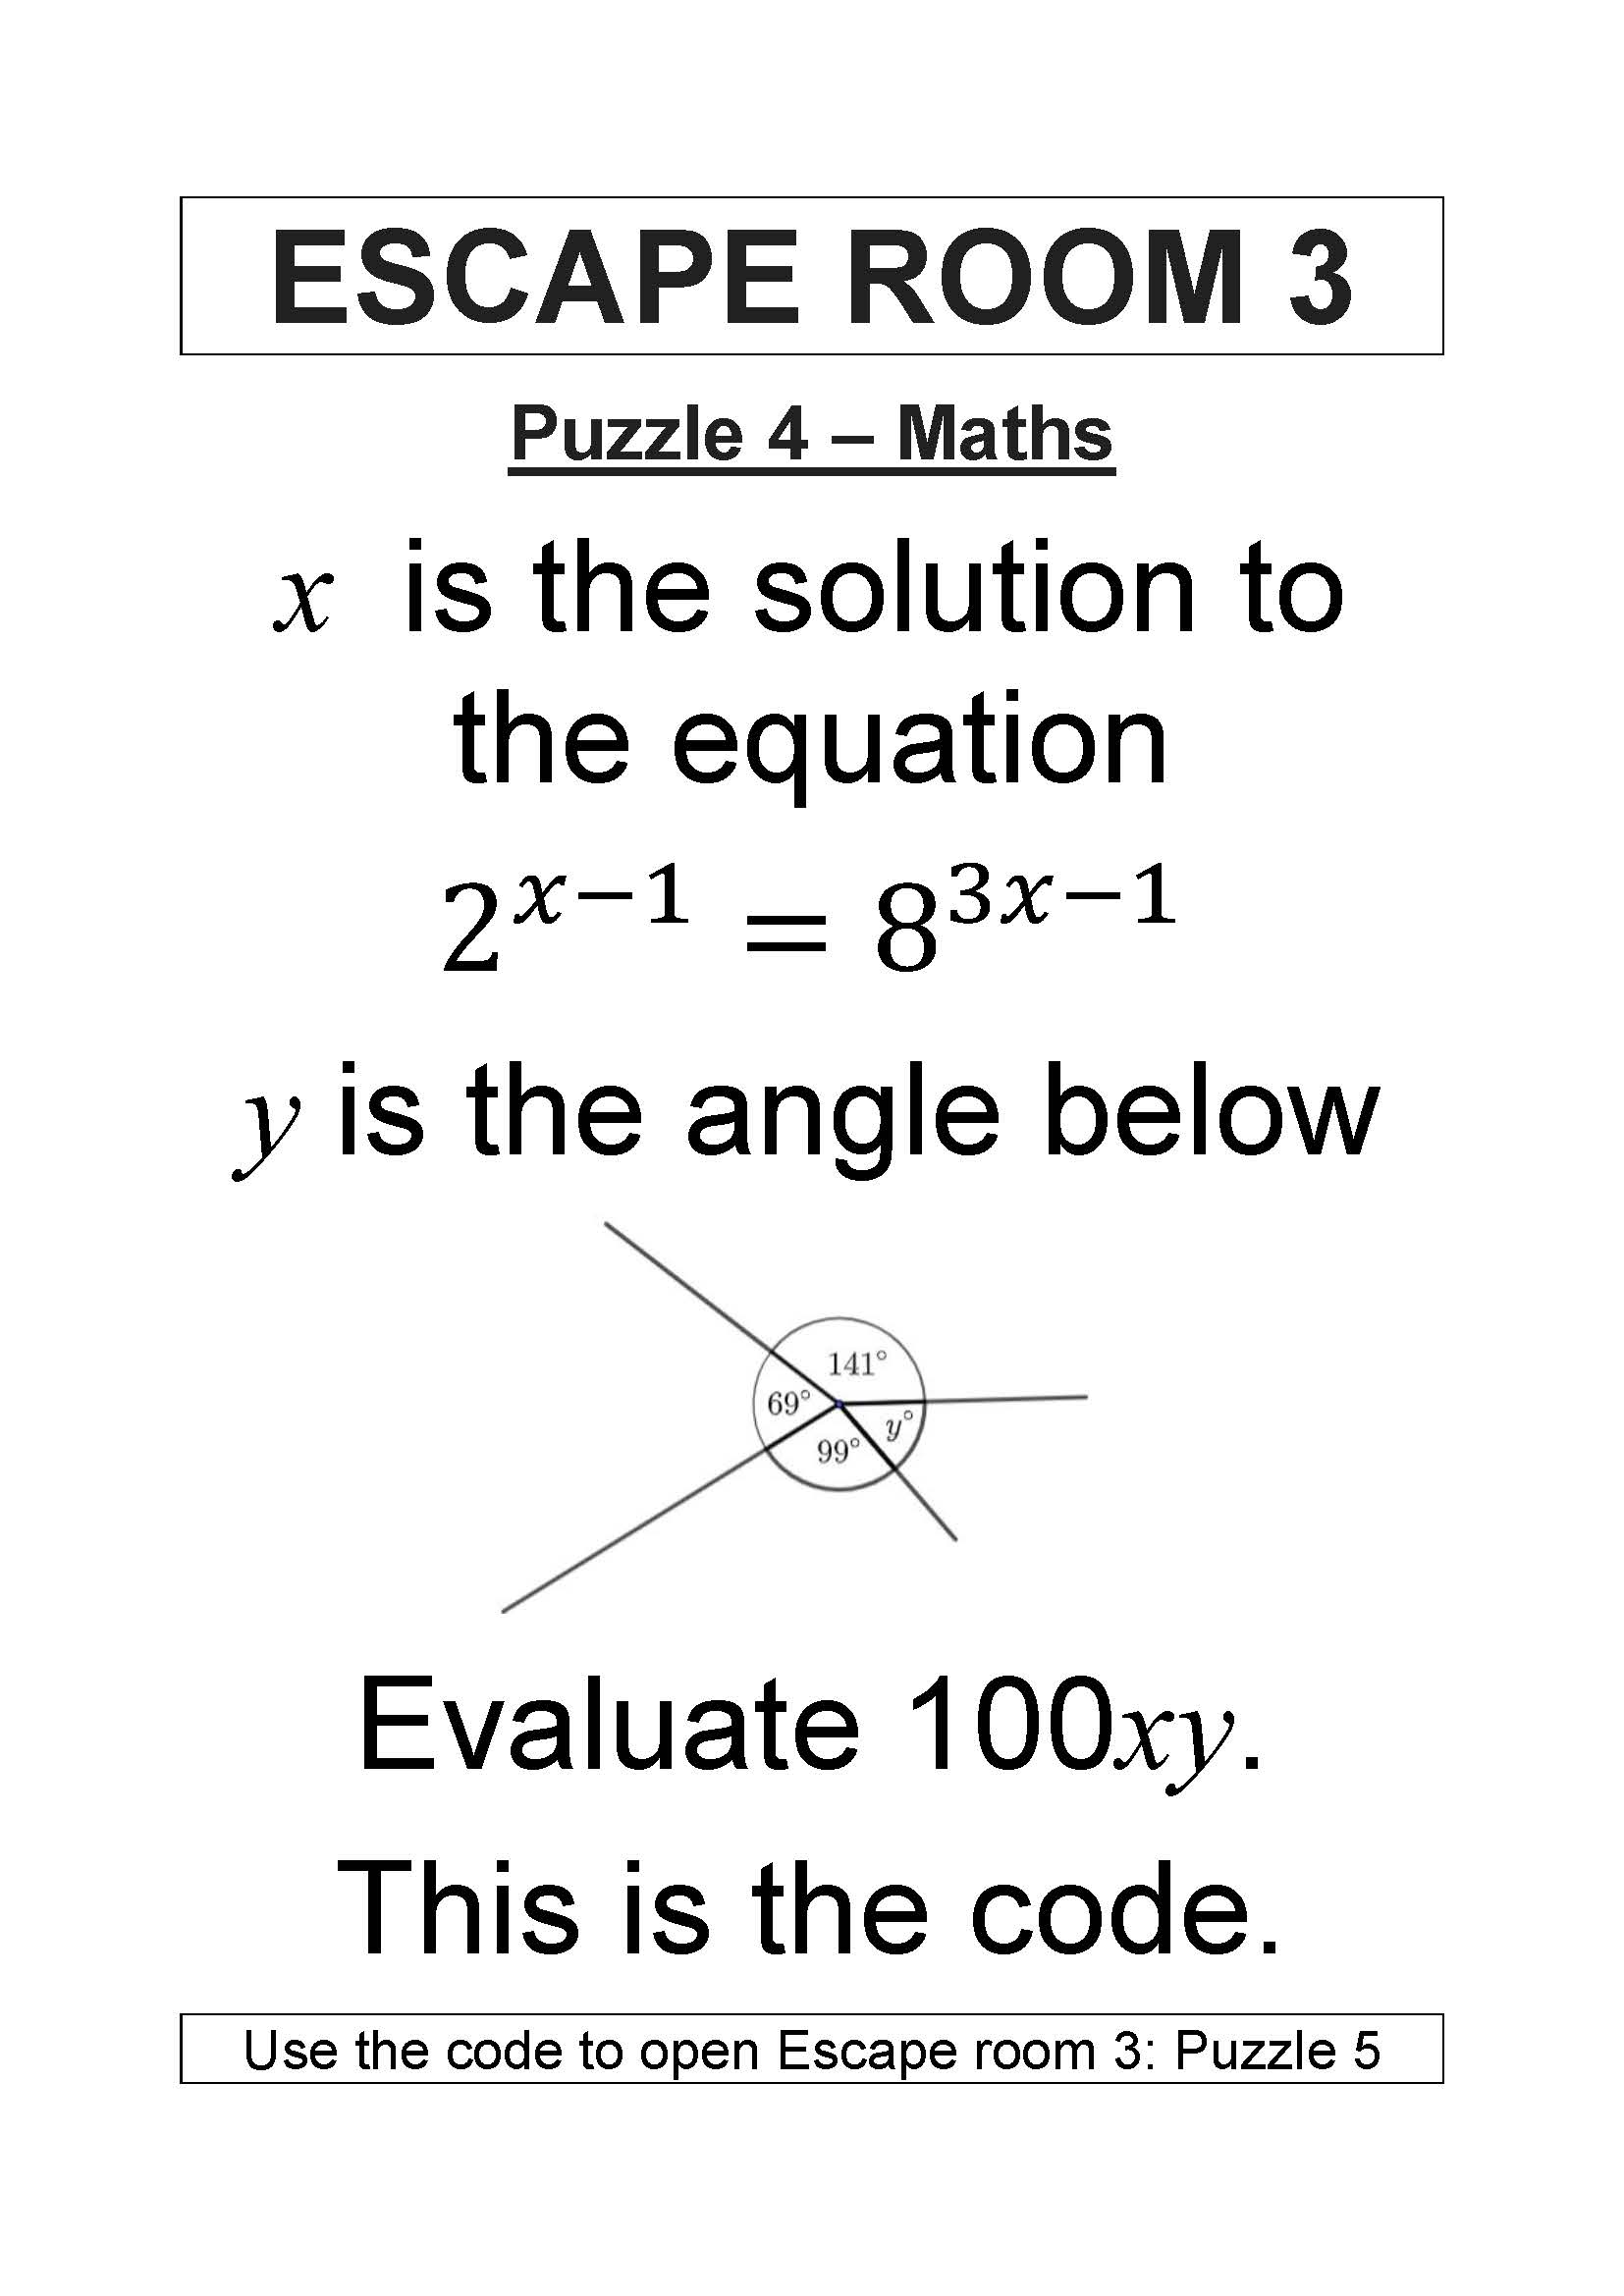 ESCAPE ROOM 3
Puzzle 4 – Maths
x is the solution to
the equation
2^{x−1} = 8^{3x−1}
y is the angle below
141°
69°
y°
99°
Evaluate 100xy.
This is the code.
Use the code to open Escape room 3: Puzzle 5